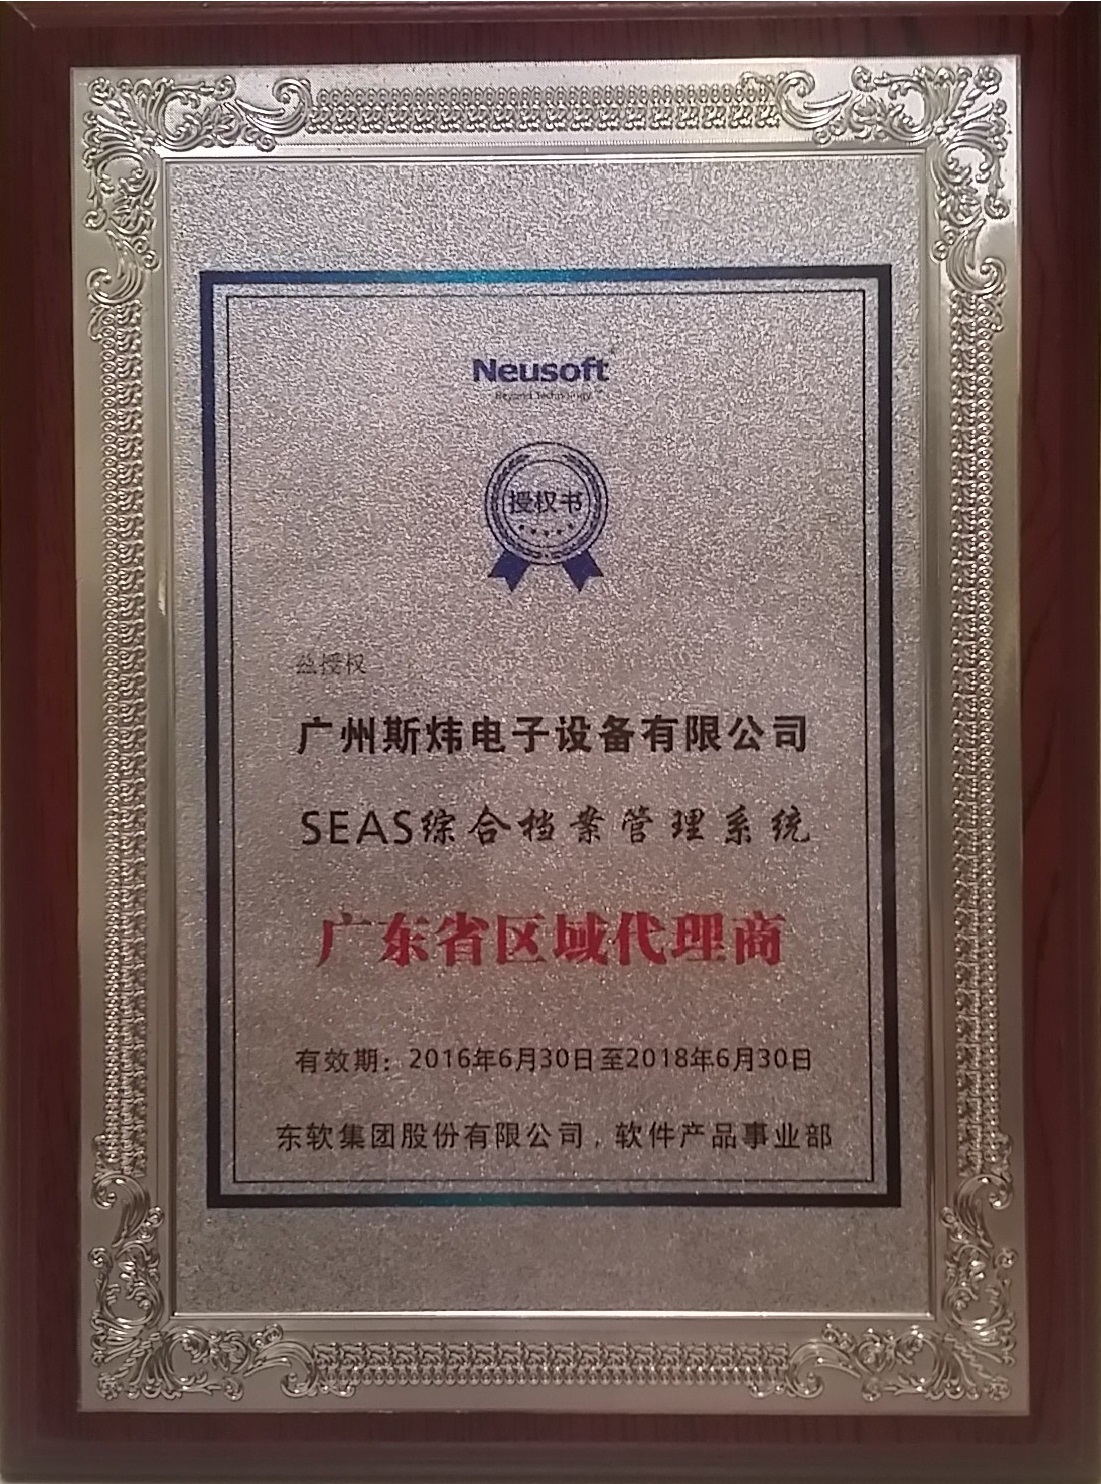 Neusoft
Beyond Technology
授权书
兹授权
广州斯炜电子设备有限公司
SEAS综合档案管理系统
广东省区域代理商
有效期：2016年6月30日至2018年6月30日
东软集团股份有限公司，软件产品事业部